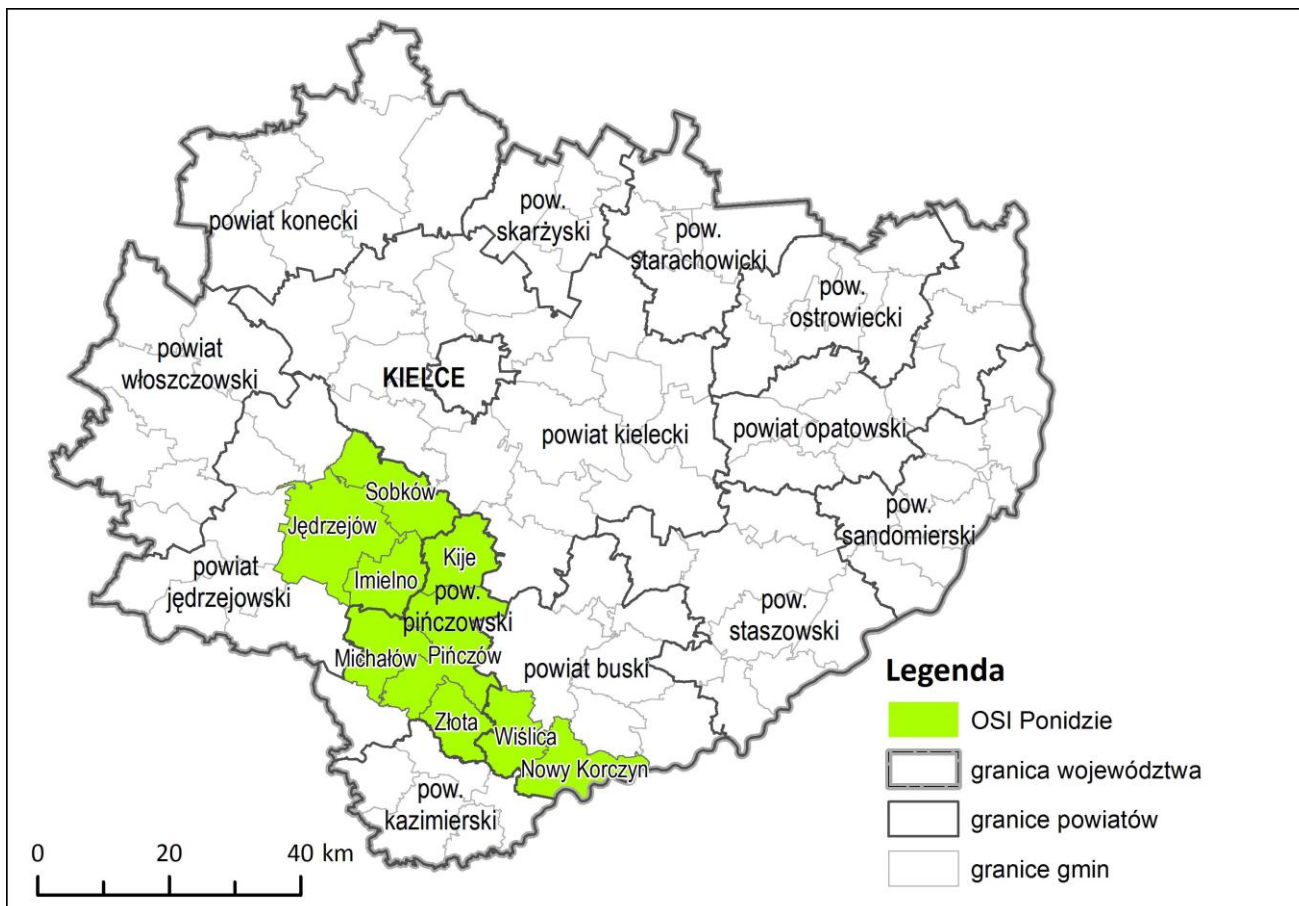 powiat konecki
pow.
skarżyski
pow.
starachowicki
pow.
ostrowiecki
powiat
włoszczowski
KIELCE
powiat kielecki
powiat opatowski
Sobków
Jędrzejów
Kije
Imielno
powiat
jędrzejowski
pow.
pińczowski
pow.
sandomierski
pow.
staszowski
Michałów
Pińczów
powiat buski
Złota
Wiślica
Nowy Korczyn
pow.
kazimierski
0 20 40 km
Legenda
OSI Ponidzie
granica województwa
granice powiatów
granice gmin